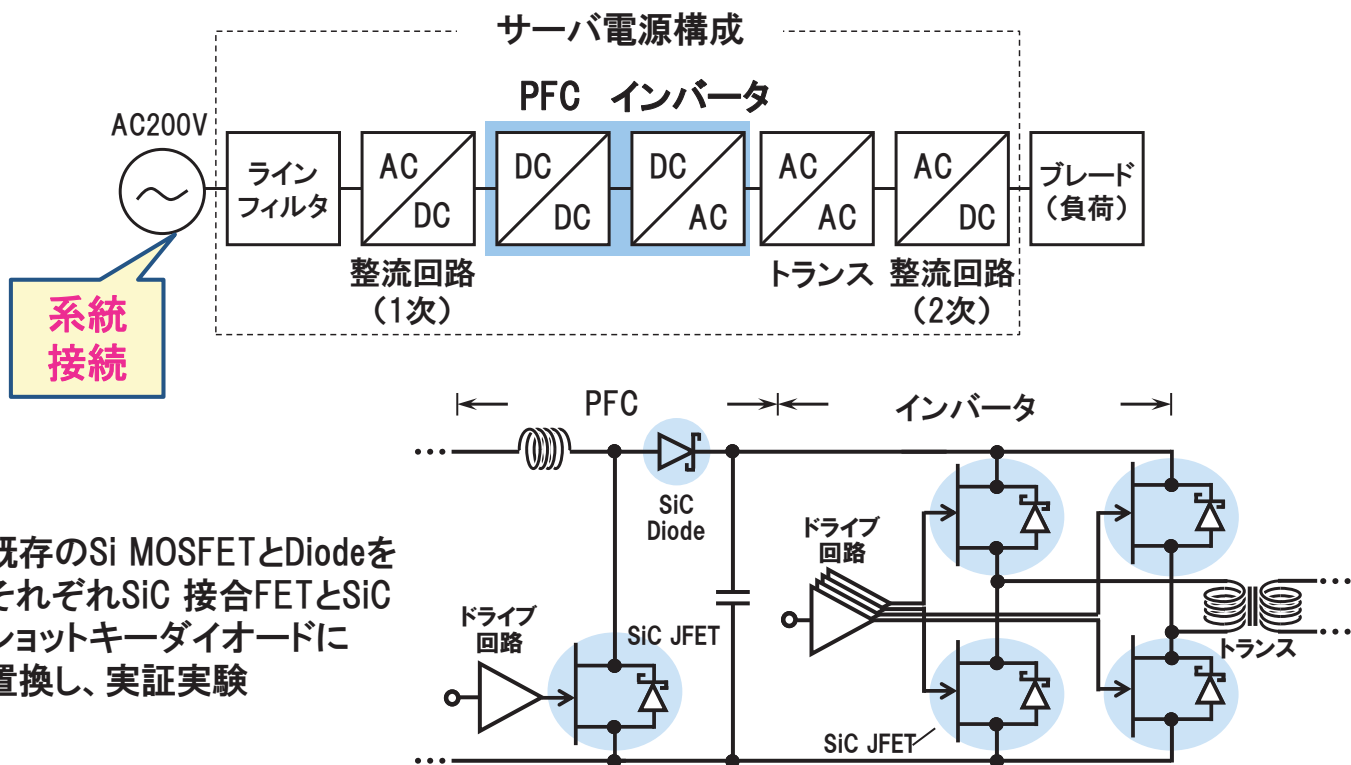 サーバ電源構成
PFC インバータ
AC200V
ライン
フィルタ
AC
DC
DC
DC
DC
AC
AC
AC
AC
DC
ブレード
（負荷）
整流回路
（1次）
トランス
整流回路
（2次）
系統
接続
PFC
インバータ
SiC
Diode
ドライブ
回路
既存のSi MOSFETとDiodeを
それぞれSiC 接合FETとSiC
ショットキーダイオードに
置換し、実証実験
ドライブ
回路
SiC JFET
トランス
SiC JFET